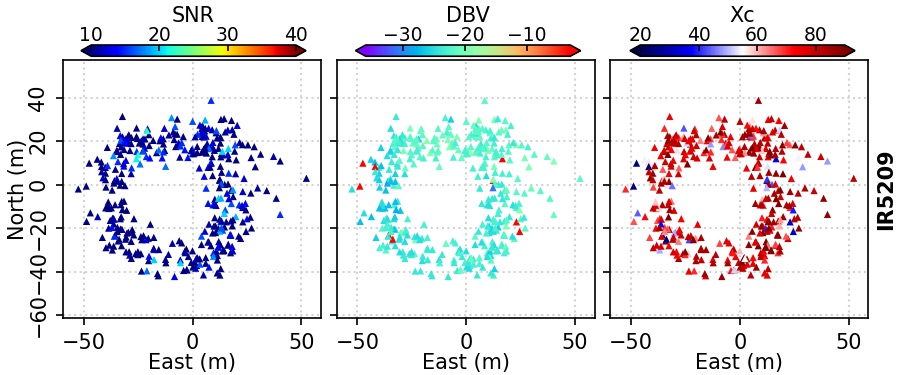 SNR DBV Xc
10 20 30 40 −30 −20 −10 20 40 60 80
40
20
0
−20
−40
−60
North (m)
−50 0 50 −50 0 50 −50 0 50
East (m) East (m) East (m)
IR5209